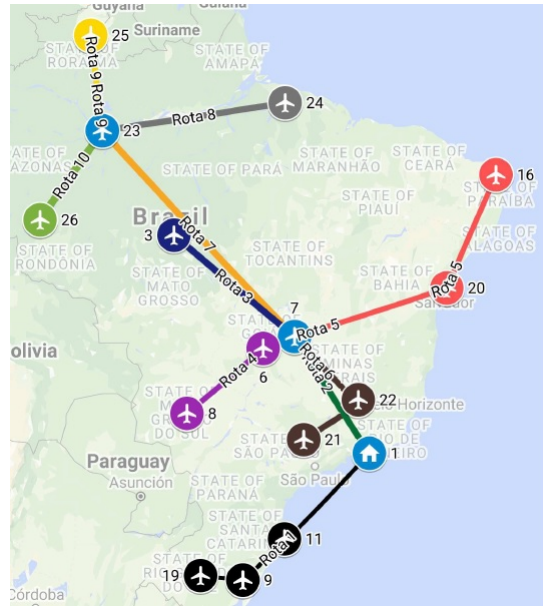 Guyana
25
Suriname
STATE OF
RORAIMA
STATE OF
AMAPÁ
Rota 9
Rota 9
23
Rota 8
24
Rota 10
STATE OF PARÁ
STATE OF
MARANHÃO
STATE OF
CEARÁ
16
STATE OF
PARAÍBA
26
Brasil
STATE OF
PIAUÍ
3
Rota 7
STATE OF
ALAGOAS
STATE OF
RONDÔNIA
STATE OF
TOCANTINS
STATE OF
MATO
GROSSO
Rota 3
STATE OF
BAHIA
Rota 5
20
Salvador
7
Rota 5
olivia
6
Rota 4
Rota 6
Rota 2
STATE OF
MINAS
8
22
Horizonte
21
1
STATE OF
SÃO PAULO
São Paulo
Paraguay
Asunción
STATE OF
PARANÁ
STATE OF
SANTA
CATARINA
11
Rota 1
19
9
Córdoba